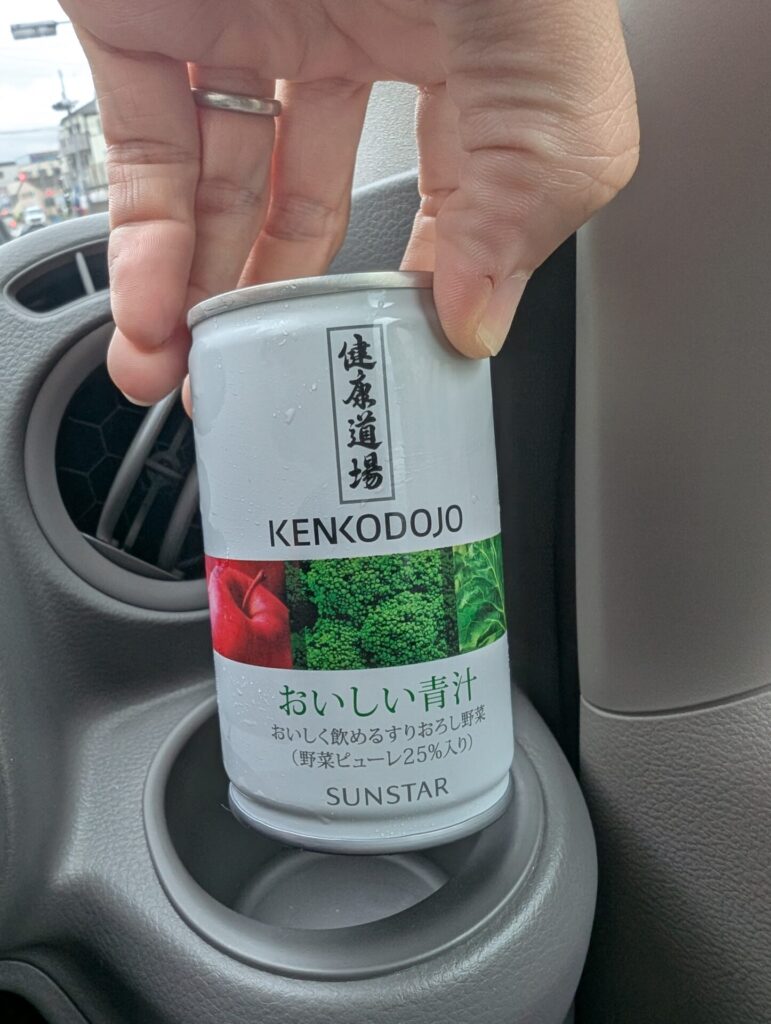 健康道場
KENKODOJO
おいしい青汁
おいしく飲めるすりおろし野菜
（野菜ピューレ25%入り）
SUNSTAR